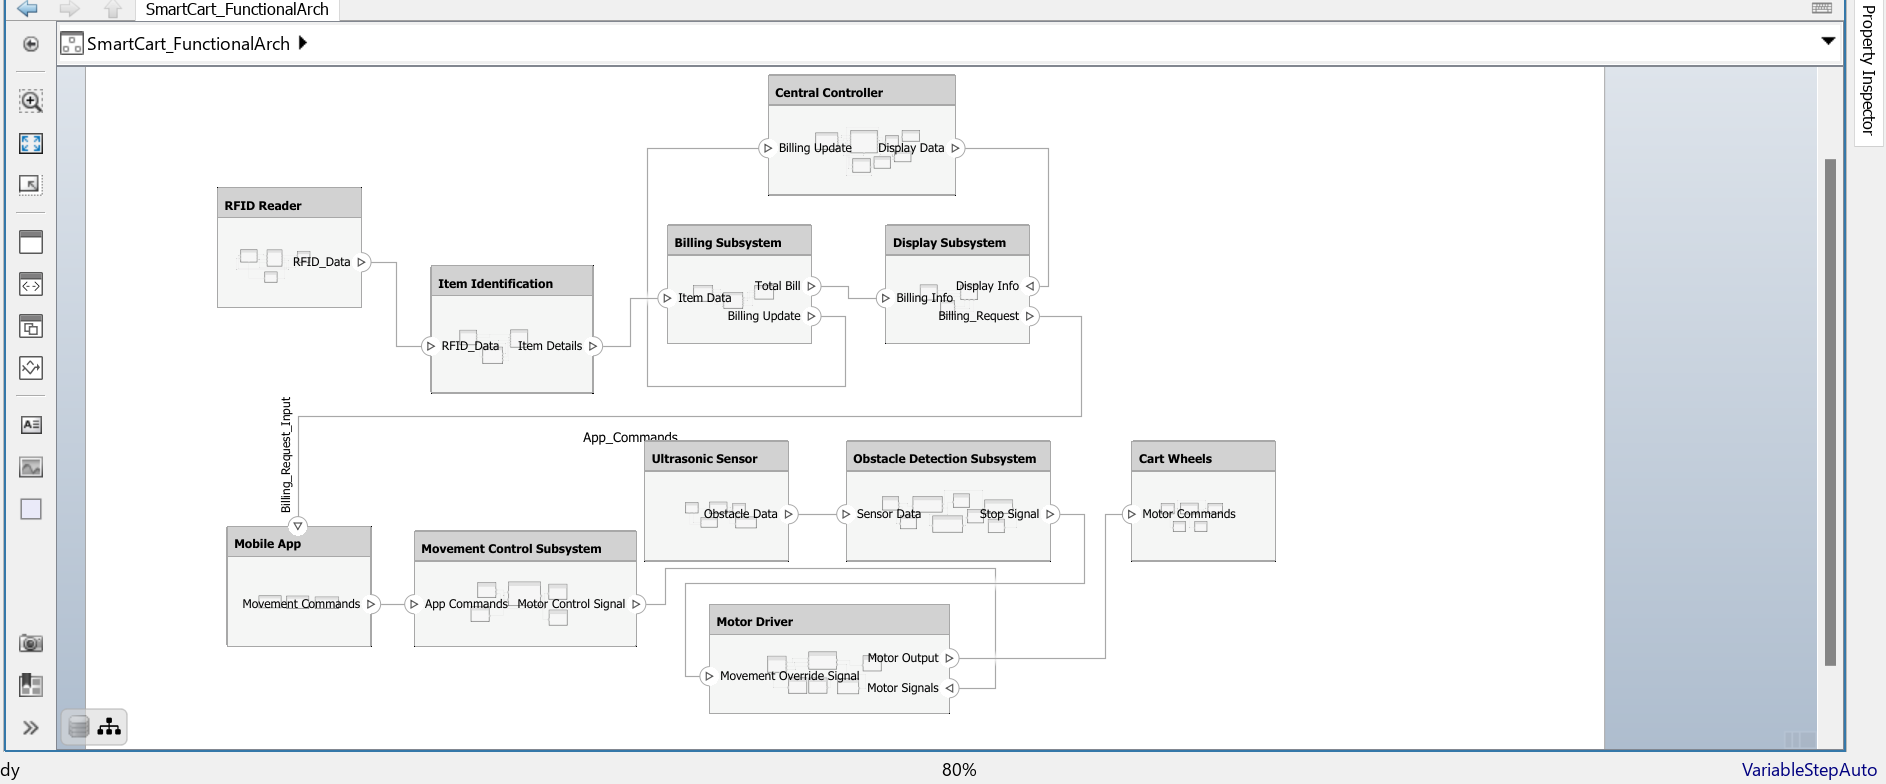 SmartCart_FunctionalArch
SmartCart_FunctionalArch
Property Inspector
Central Controller
Billing Update
Display Data
RFID Reader
RFID_Data
Item Identification
RFID_Data
Item Details
Billing Subsystem
Total Bill
Item Data
Billing Update
Display Subsystem
Display Info
Billing Info
Billing_Request
Billing_Request_Input
App_Commands
Ultrasonic Sensor
Obstacle Data
Obstacle Detection Subsystem
Sensor Data
Stop Signal
Cart Wheels
Motor Commands
Mobile App
Movement Commands
Movement Control Subsystem
App Commands
Motor Control Signal
Motor Driver
Motor Output
Movement Override Signal
Motor Signals
dy
80%
VariableStepAuto